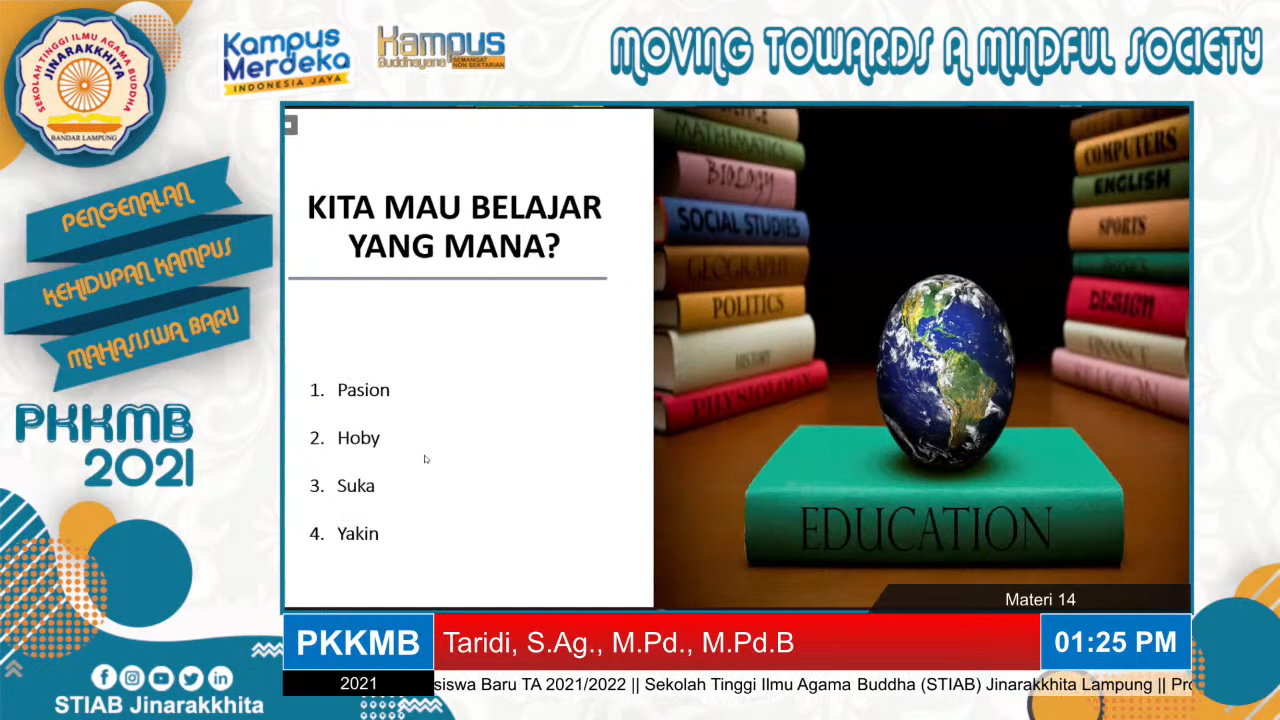 SEKOLAH TINGGI ILMU AGAMA BUDDHA
JINARAKKHITA
BANDAR LAMPUNG
Kampus
Merdeka
INDONESIA JAYA
Kampus
Buddhayana
SEMANGAT
NON SEKTARIAN
MOVING TOWARDS A MINDFUL SOCIETY
PENGENALAN
KEHIDUPAN KAMPUS
MAHASISWA BARU
PKKMB
2021
KITA MAU BELAJAR
YANG MANA?
1. Pasion
2. Hoby
3. Suka
4. Yakin
MATHEMATICS
BIOLOGY
SOCIAL STUDIES
GEOGRAPHY
POLITICS
HISTORY
PHYSIOLOGY
COMPUTERS
ENGLISH
SPORTS
DESIGN
FINANCE
EDUCATION
Materi 14
PKKMB
Taridi, S.Ag., M.Pd., M.Pd.B
01:25 PM
2021
siswa Baru TA 2021/2022 || Sekolah Tinggi Ilmu Agama Buddha (STIAB) Jinarakkhita Lampung ||
STIAB Jinarakkhita